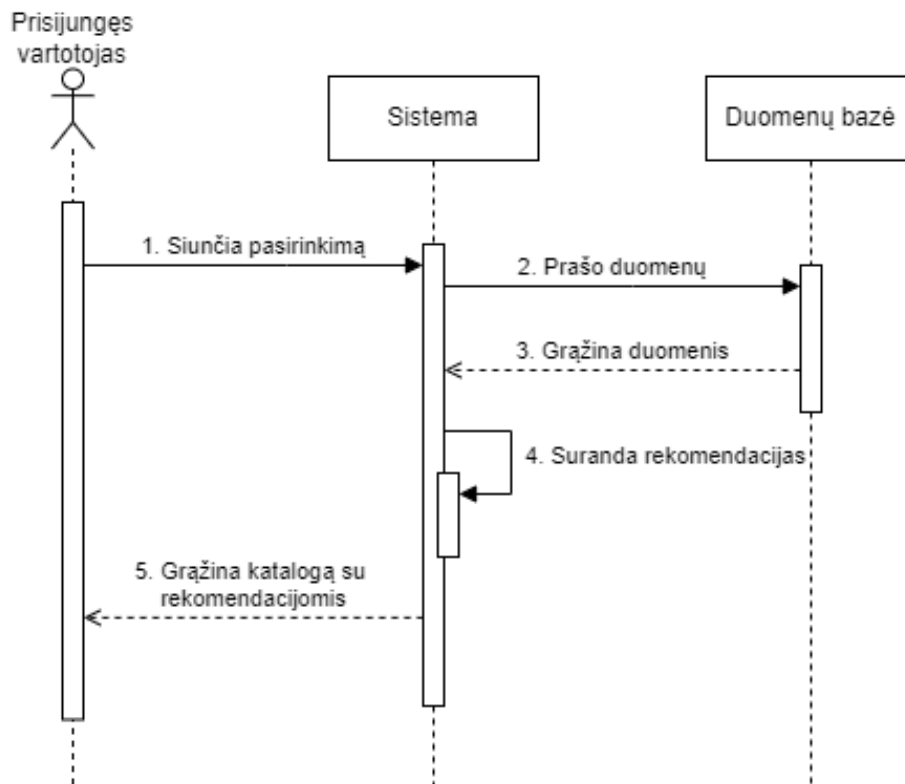 Prisijungęs
vartotojas
Sistema
Duomenų bazė
1. Siunčia pasirinkimą
2. Prašo duomenų
3. Grąžina duomenis
4. Suranda rekomendacijas
5. Grąžina katalogą su
rekomendacijomis